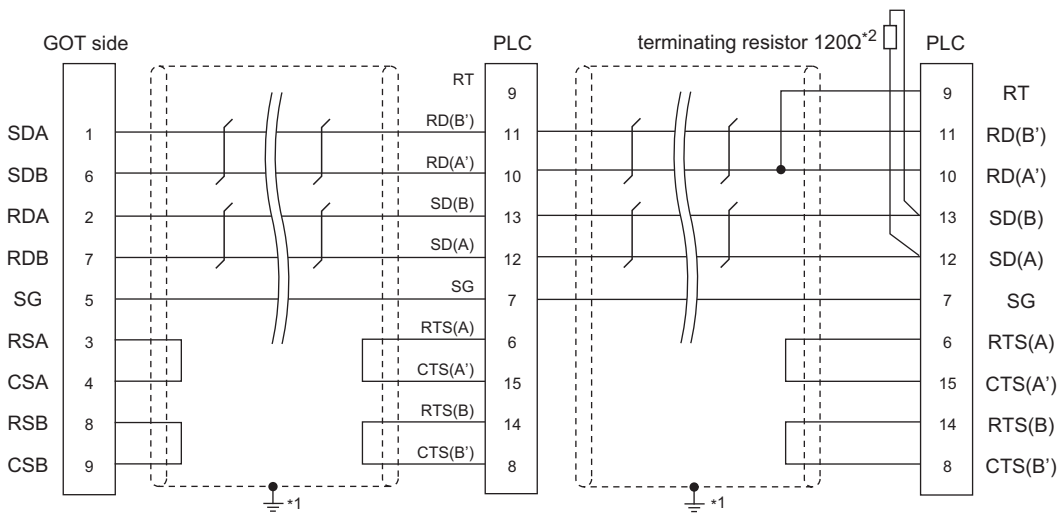 GOT side PLC terminating resistor 120Ω*2 PLC
RT 9 9 RT
SDA 1 RD(B') 11 11 RD(B')
SDB 6 RD(A') 10 10 RD(A')
RDA 2 SD(B) 13 13 SD(B)
RDB 7 SD(A) 12 12 SD(A)
SG 5 SG 7 7 SG
RSA 3 RTS(A) 6 6 RTS(A)
CSA 4 CTS(A') 15 15 CTS(A')
RSB 8 RTS(B) 14 14 RTS(B)
CSB 9 CTS(B') 8 8 CTS(B')
*1 *1